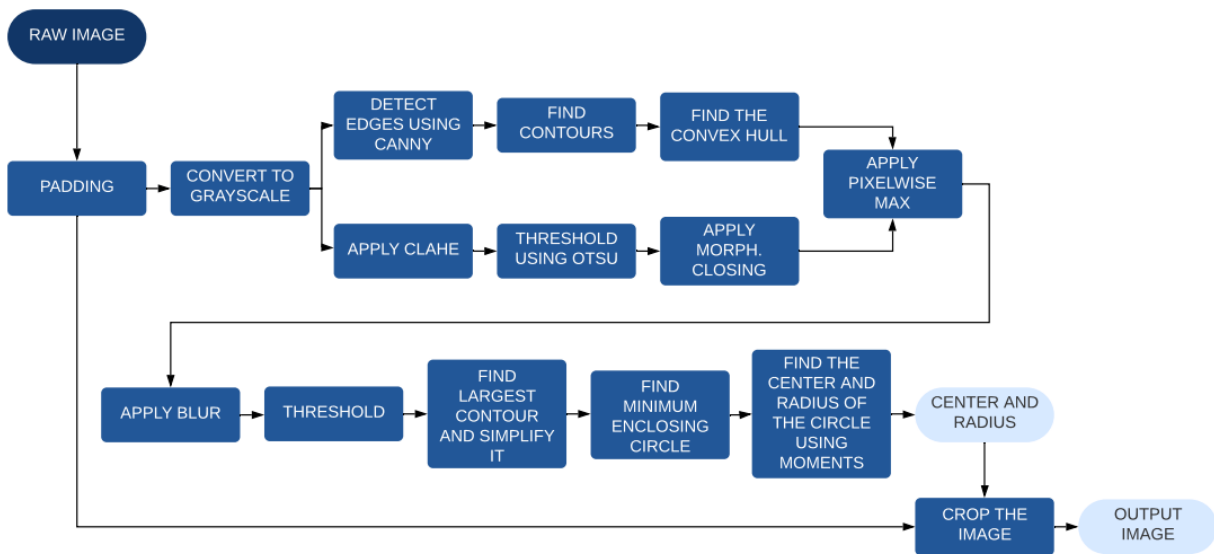 RAW IMAGE
PADDING
CONVERT TO
GRAYSCALE
DETECT
EDGES USING
CANNY
FIND
CONTOURS
FIND THE
CONVEX HULL
APPLY CLAHE
THRESHOLD
USING OTSU
APPLY
MORPH.
CLOSING
APPLY
PIXELWISE
MAX
APPLY BLUR
THRESHOLD
FIND
LARGEST
CONTOUR
AND SIMPLIFY
IT
FIND
MINIMUM
ENCLOSING
CIRCLE
FIND THE
CENTER AND
RADIUS OF
THE CIRCLE
USING
MOMENTS
CENTER AND
RADIUS
CROP THE
IMAGE
OUTPUT
IMAGE